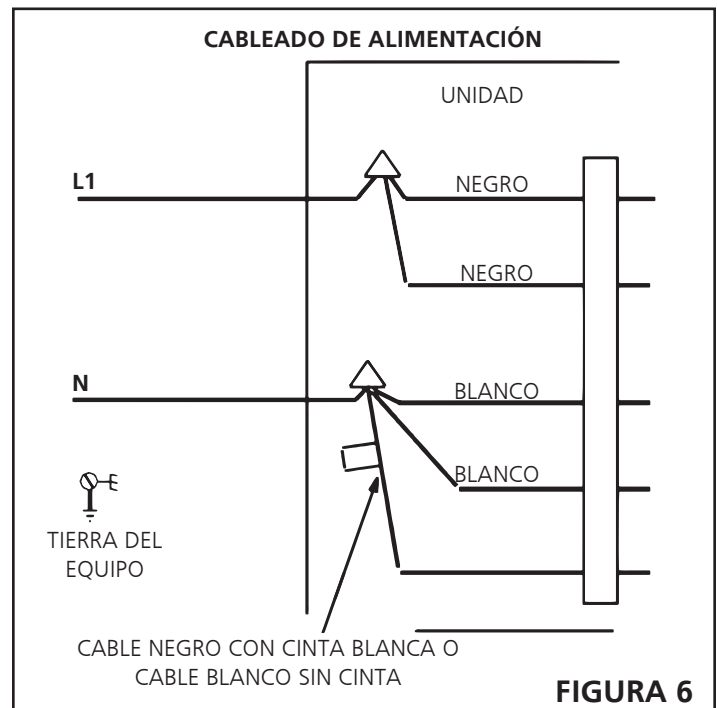 CABLEADO DE ALIMENTACIÓN
UNIDAD
L1
NEGRO
NEGRO
N
BLANCO
BLANCO
TIERRA DEL
EQUIPO
CABLE NEGRO CON CINTA BLANCA O
CABLE BLANCO SIN CINTA
FIGURA 6